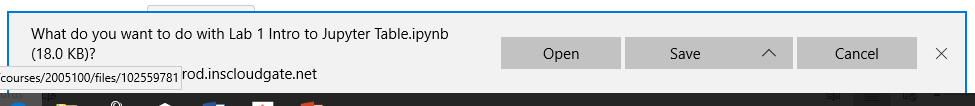 What do you want to do with Lab 1 Intro to Jupyter Table.ipynb
(18.0 KB)?
Open
Save
Cancel
courses/2005100/files/102559781
rod.inscloudgate.net